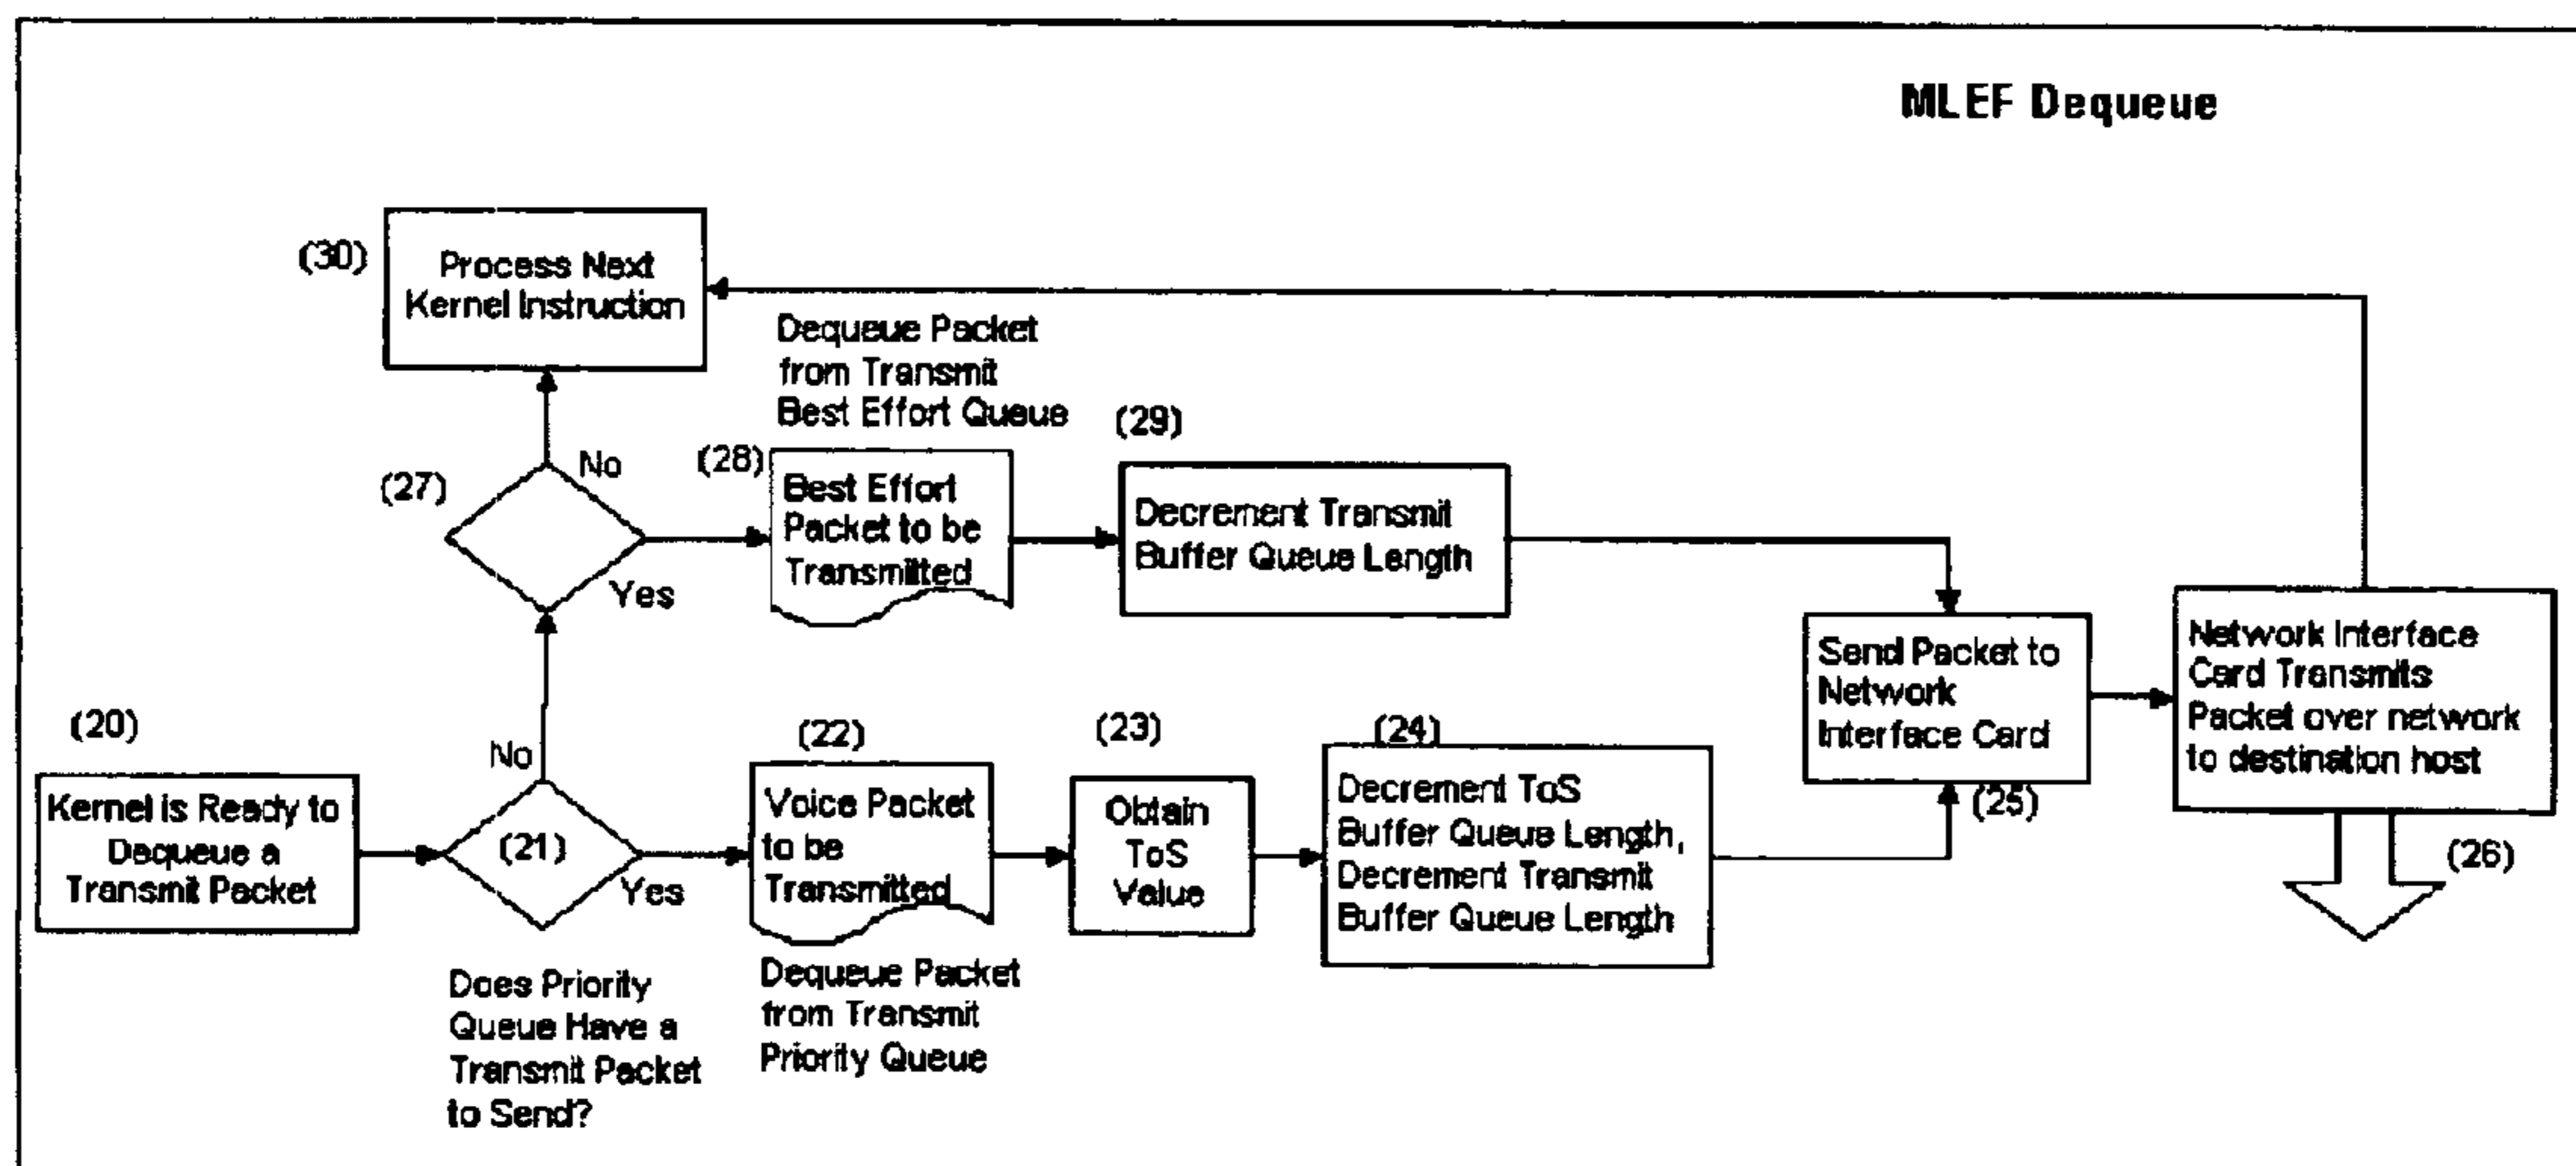 MLEF Dequeue
(30)
Process Next
Kernel Instruction
Dequeue Packet
from Transmit
Best Effort Queue
(27)
No
Yes
(28)
Best Effort
Packet to be
Transmitted
(29)
Decrement Transmit
Buffer Queue Length
Send Packet to
Network
Interface Card
(25)
Network Interface
Card Transmits
Packet over network
to destination host
(26)
(20)
Kernel is Ready to
Dequeue a
Transmit Packet
No
(21)
Yes
Does Priority
Queue Have a
Transmit Packet
to Send?
(22)
Voice Packet
to be
Transmitted
Dequeue Packet
from Transmit
Priority Queue
(23)
Obtain
ToS
Value
(24)
Decrement ToS
Buffer Queue Length,
Decrement Transmit
Buffer Queue Length